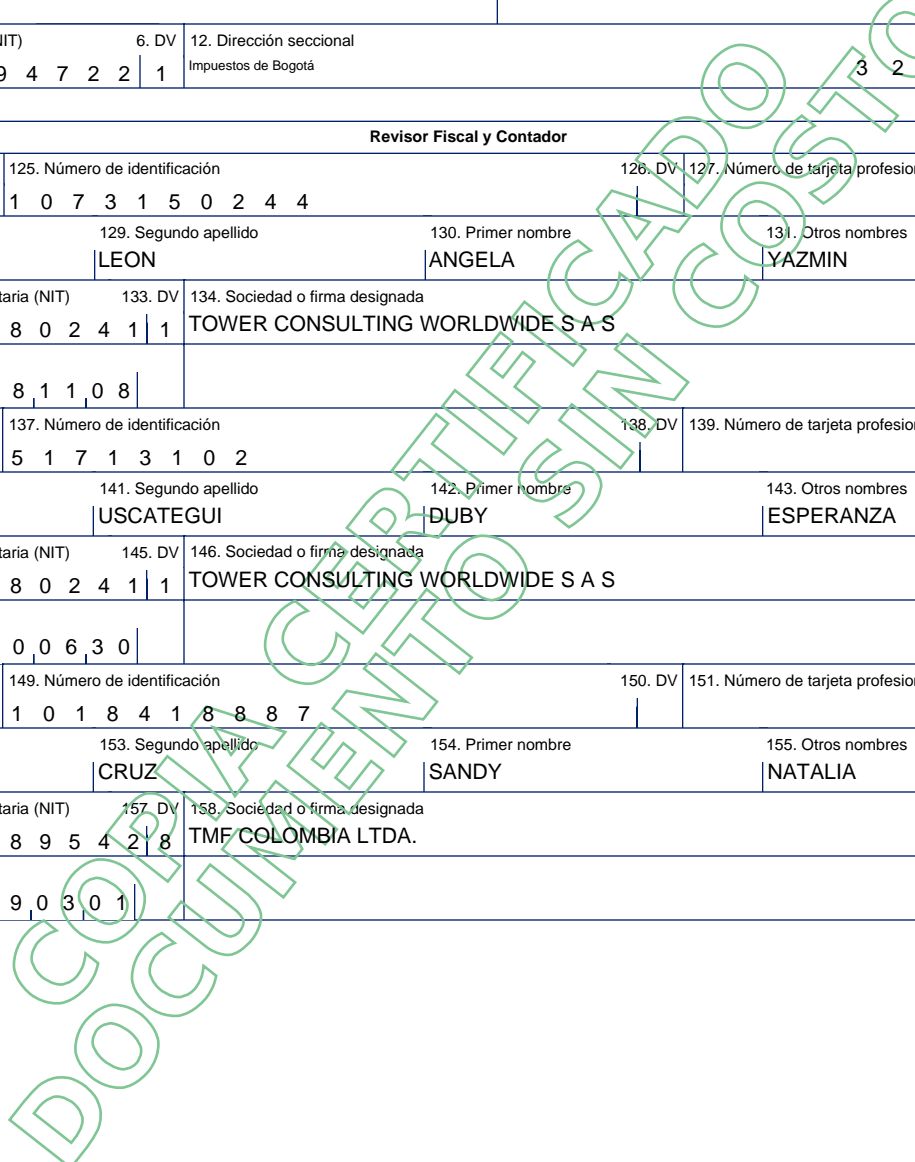 NIT) 6. DV 12. Dirección seccional
9 4 7 2 2 1 Impuestos de Bogotá 3 2
Revisor Fiscal y Contador
125. Número de identificación 126. DV 127. Número de tarjeta profesion
1 0 7 3 1 5 0 2 4 4
129. Segundo apellido 130. Primer nombre 131. Otros nombres
LEON ANGELA YAZMIN
taria (NIT) 133. DV 134. Sociedad o firma designada
8 0 2 4 1 1 TOWER CONSULTING WORLDWIDE S A S
8 1 1 0 8
137. Número de identificación 138. DV 139. Número de tarjeta profesion
5 1 7 1 3 1 0 2
141. Segundo apellido 142. Primer nombre 143. Otros nombres
USCATEGUI DUBY ESPERANZA
taria (NIT) 145. DV 146. Sociedad o firma designada
8 0 2 4 1 1 TOWER CONSULTING WORLDWIDE S A S
0 0 6 3 0
149. Número de identificación 150. DV 151. Número de tarjeta profesion
1 0 1 8 4 1 8 8 8 7
153. Segundo apellido 154. Primer nombre 155. Otros nombres
CRUZ SANDY NATALIA
taria (NIT) 157. DV 158. Sociedad o firma designada
8 9 5 4 2 8 TMF COLOMBIA LTDA.
9 0 3 0 1
COPIA CERTIFICADO
DOCUMENTO SIN COSTO